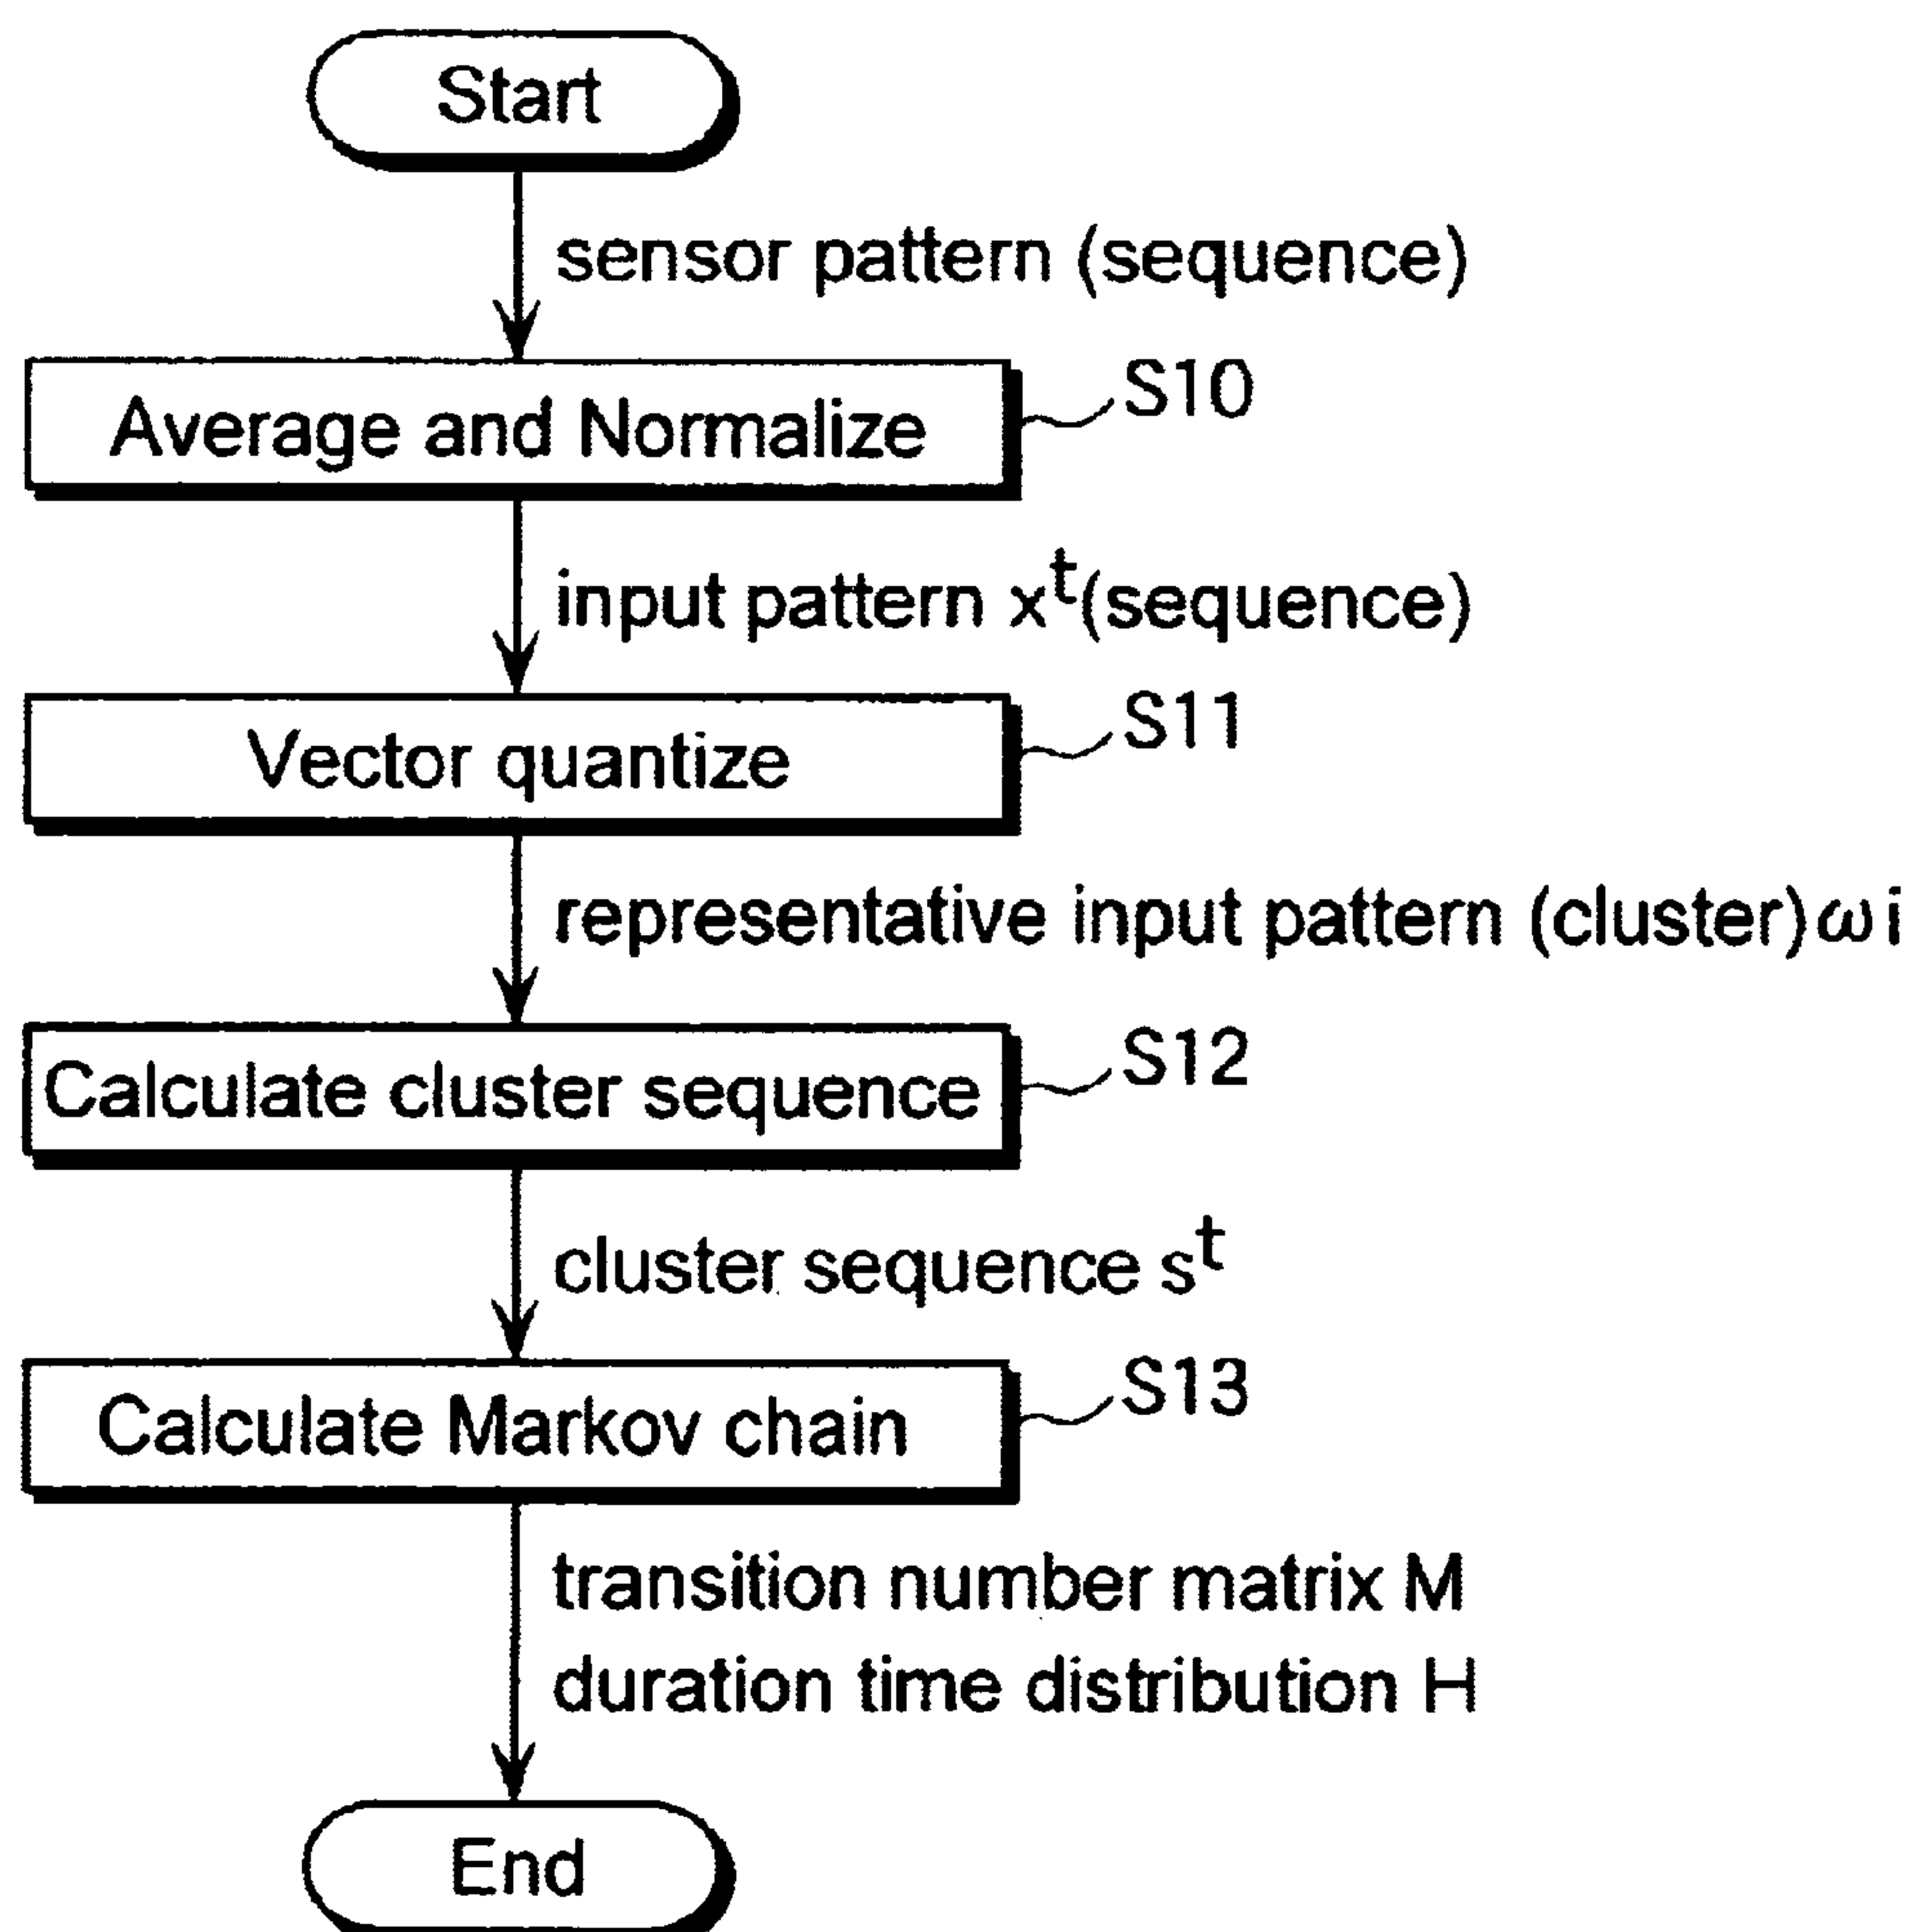 Start
sensor pattern (sequence)
Average and Normalize
S10
input pattern x^t(sequence)
Vector quantize
S11
representative input pattern (cluster)ω i
Calculate cluster sequence
S12
cluster sequence s^t
Calculate Markov chain
S13
transition number matrix M
duration time distribution H
End